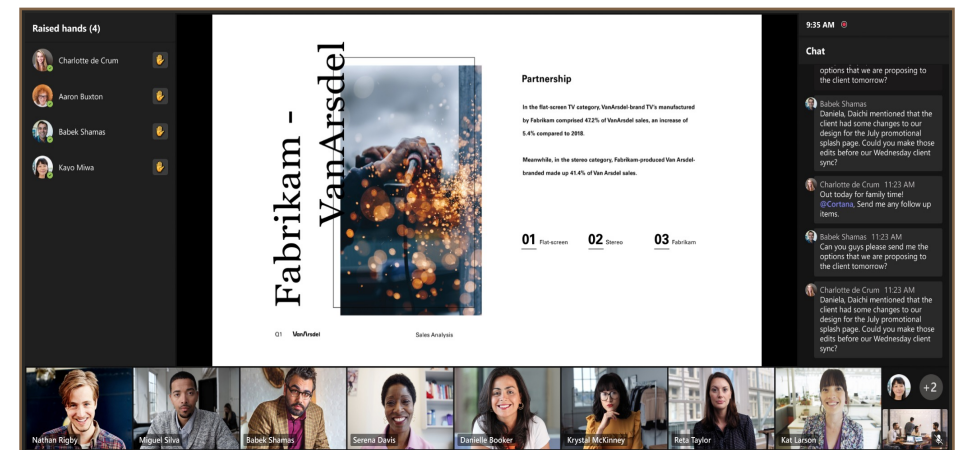 Raised hands (4)
Charlotte de Crum
Aaron Buxton
Babek Shamas
Kayo Miwa
Fabrikam -
VanArsdel
Partnership
In the flat-screen TV category, VanArsdel-brand TV's manufactured
by Fabrikam comprised 47.2% of VanArsdel sales, an increase of
5.4% compared to 2018.
Meanwhile, in the stereo category, Fabrikam-produced Van Arsdel-
branded made up 41.4% of Van Arsdel sales.
01 Flat-screen
02 Stereo
03 Fabrikam
Q1 VanArsdel
Sales Analysis
9:35 AM
Chat
options that we are proposing to
the client tomorrow?
Babek Shamas
Daniela, Daichi mentioned that the
client had some changes to our
design for the July promotional
splash page. Could you make those
edits before our Wednesday client
sync?
Charlotte de Crum 11:23 AM
Out today for family time!
@Cortana, Send me any follow up
items.
Babek Shamas 11:23 AM
Can you guys please send me the
options that we are proposing to
the client tomorrow?
Charlotte de Crum 11:23 AM
Daniela, Daichi mentioned that the
client had some changes to our
design for the July promotional
splash page. Could you make those
edits before our Wednesday client
sync?
Nathan Rigby
Miguel Silva
Babek Shamas
Serena Davis
Danielle Booker
Krystal McKinney
Reta Taylor
Kat Larson
+2